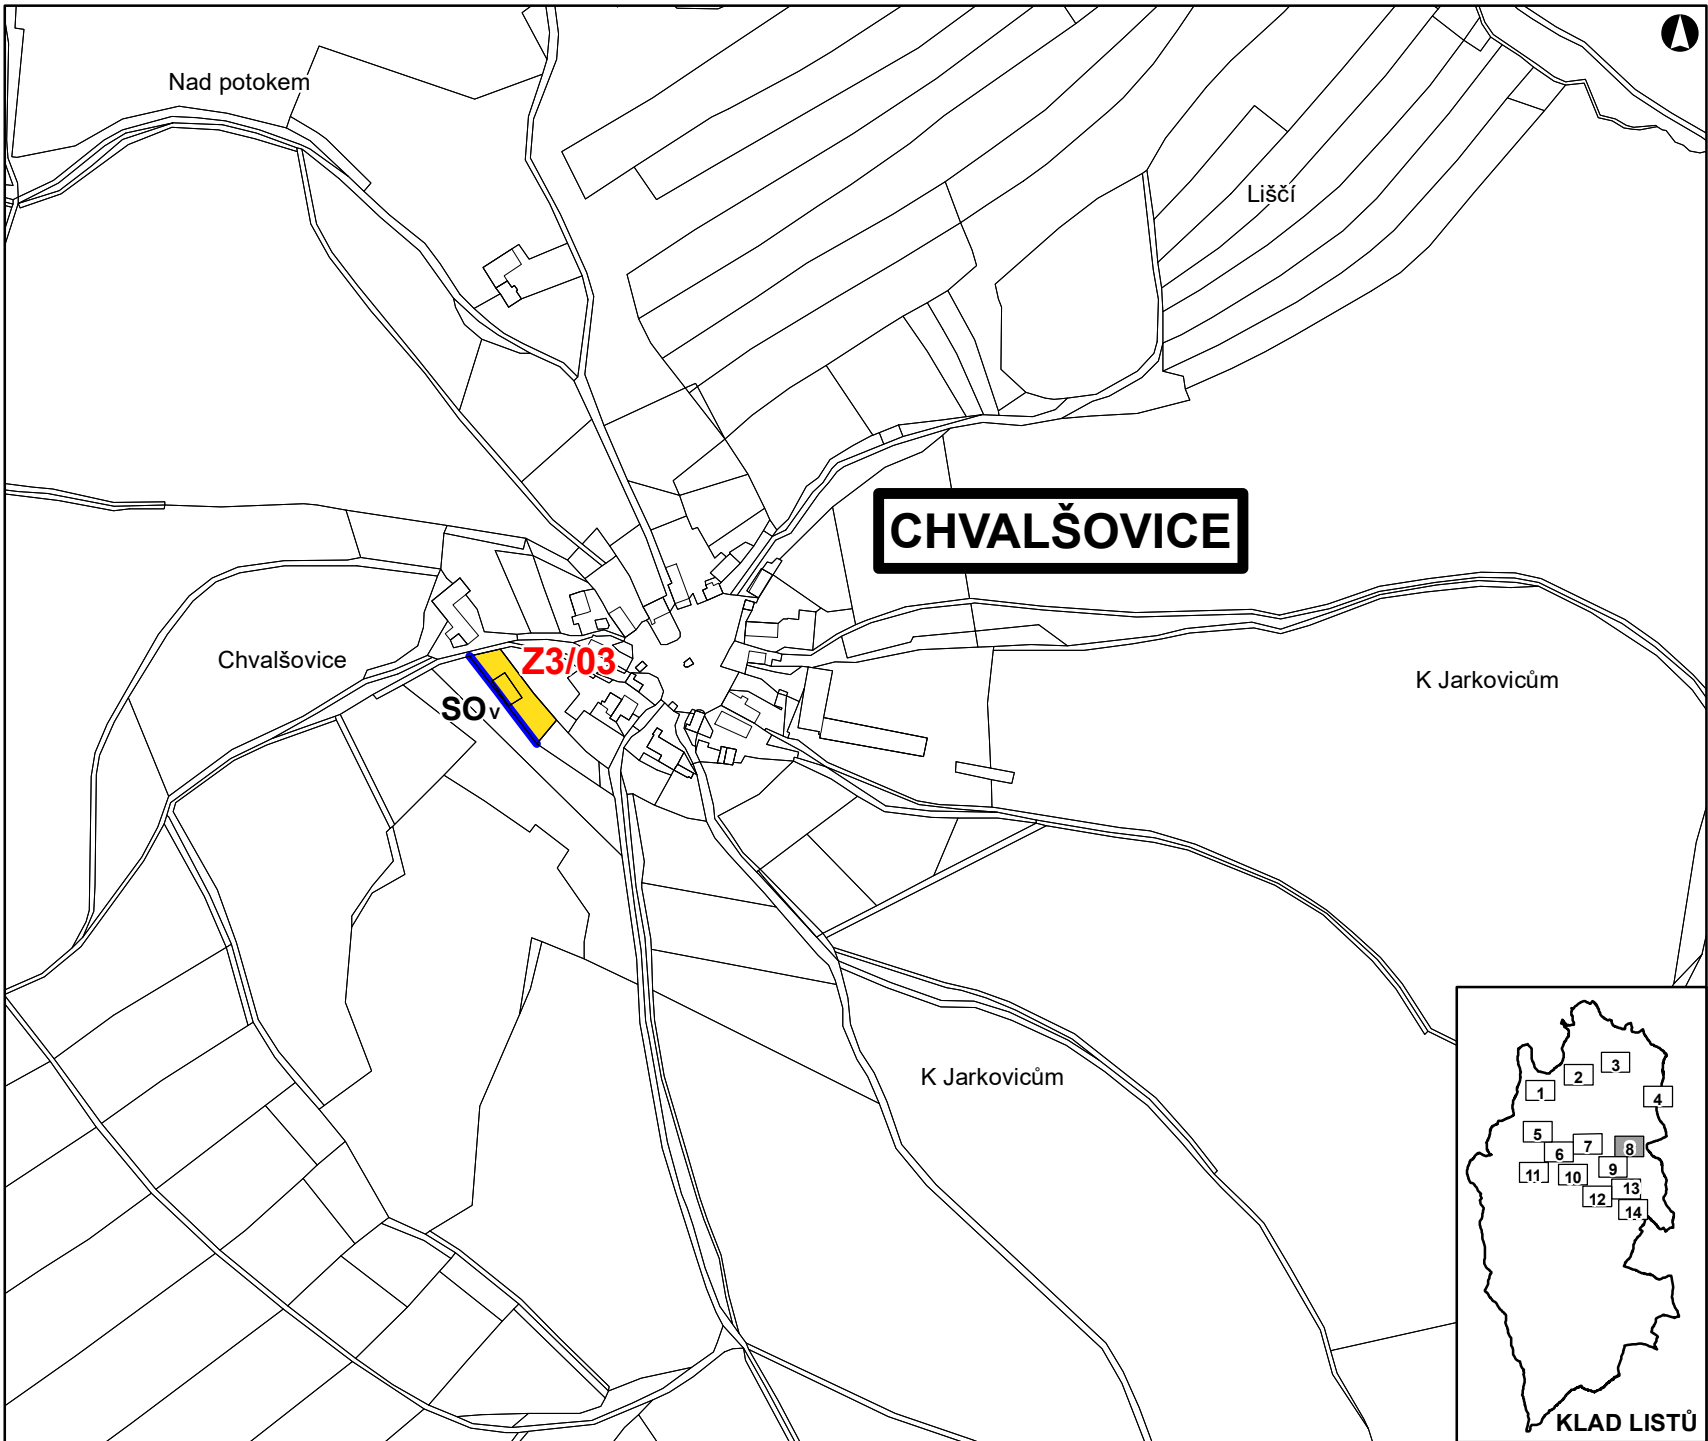 Nad potokem
Liščí
CHVALŠOVICE
Chvalšovice
Z3/03
K Jarkovicům
SOv
K Jarkovicům
3
2
1
4
5
7
8
6
9
11
10
13
12
14
KLAD LISTŮ